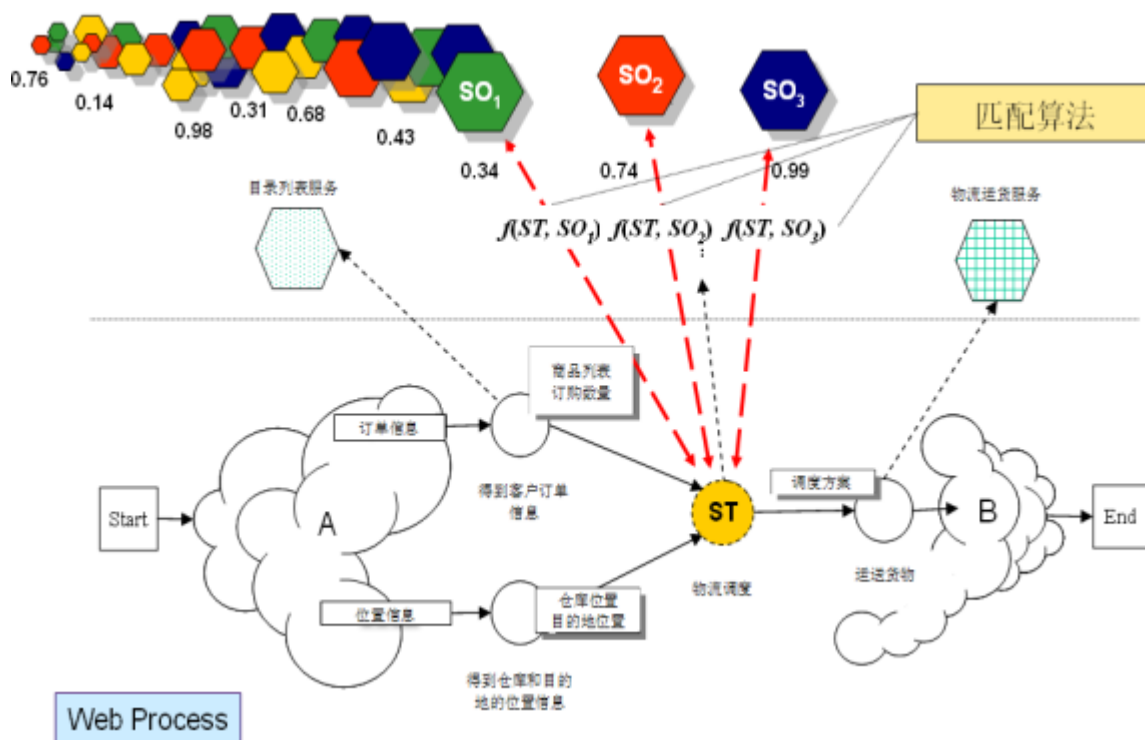 SO1
SO2
SO3
0.76
0.14
0.98
0.31
0.68
0.43
0.34
0.74
0.99
匹配算法
目录列表服务
物流运货服务
f(ST, SO1)
f(ST, SO2)
f(ST, SO3)
商品列表
订购数量
订单信息
得到客户订单
信息
Start
A
ST
调度方案
B
End
物流调度
运送货物
位置信息
仓库位置
目的地位置
得到仓库和目的
地的位置信息
Web Process